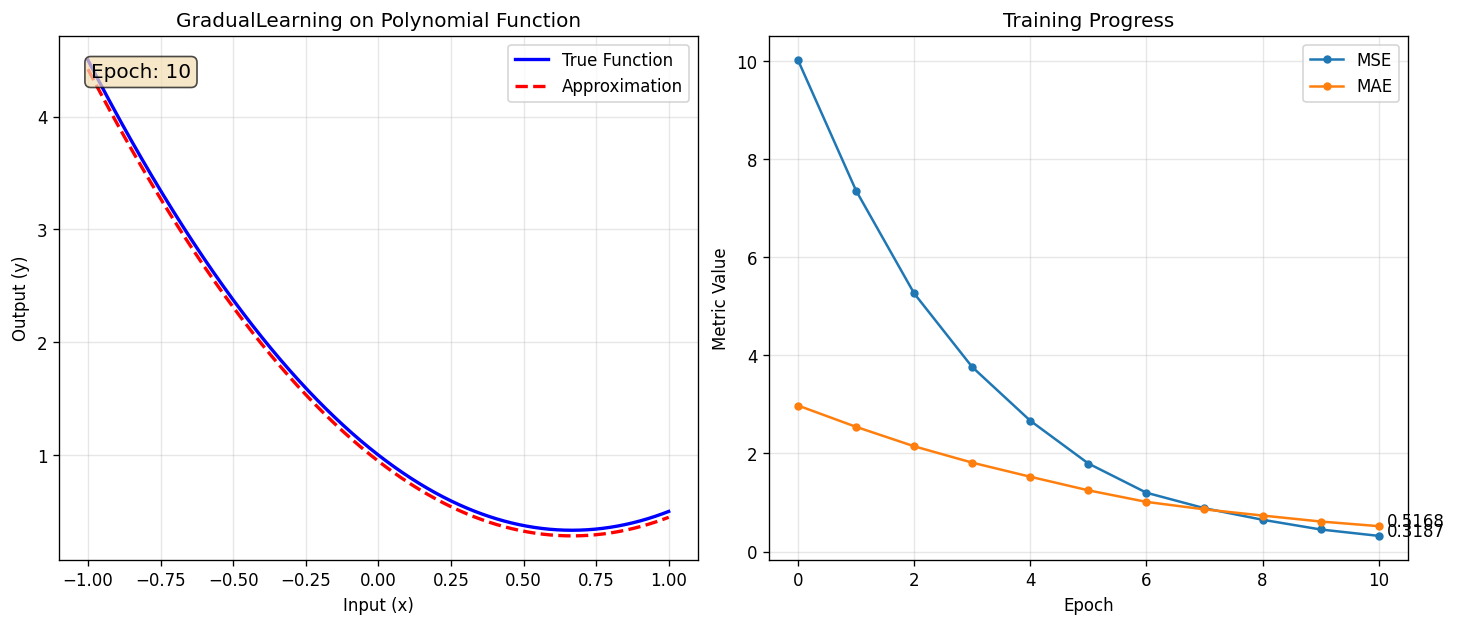 GradualLearning on Polynomial Function
Epoch: 10
True Function
Approximation
4
3
2
1
Output (y)
−1.00 −0.75 −0.50 −0.25 0.00 0.25 0.50 0.75 1.00
Input (x)
Training Progress
MSE
MAE
10
8
6
4
2
0
Metric Value
0.5168
0.3187
0 2 4 6 8 10
Epoch